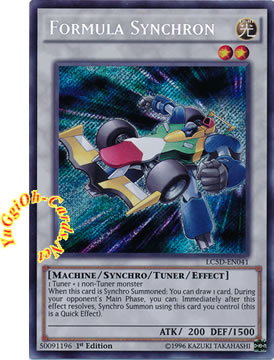 FORMULA SYNCHRON
YuGgiOh-Cards.Net
LC5D-EN041
[MACHINE/SYNCHRO/TUNER/EFFECT]
1 Tuner + 1 non-Tuner monster
When this card is Synchro Summoned: You can draw 1 card. During
your opponent's Main Phase, you can: Immediately after this
effect resolves, Synchro Summon using this card you control (this
is a Quick Effect).
ATK/ 200 DEF/1500
50091196 1st Edition ©1996 KAZUKI TAKAHASHI